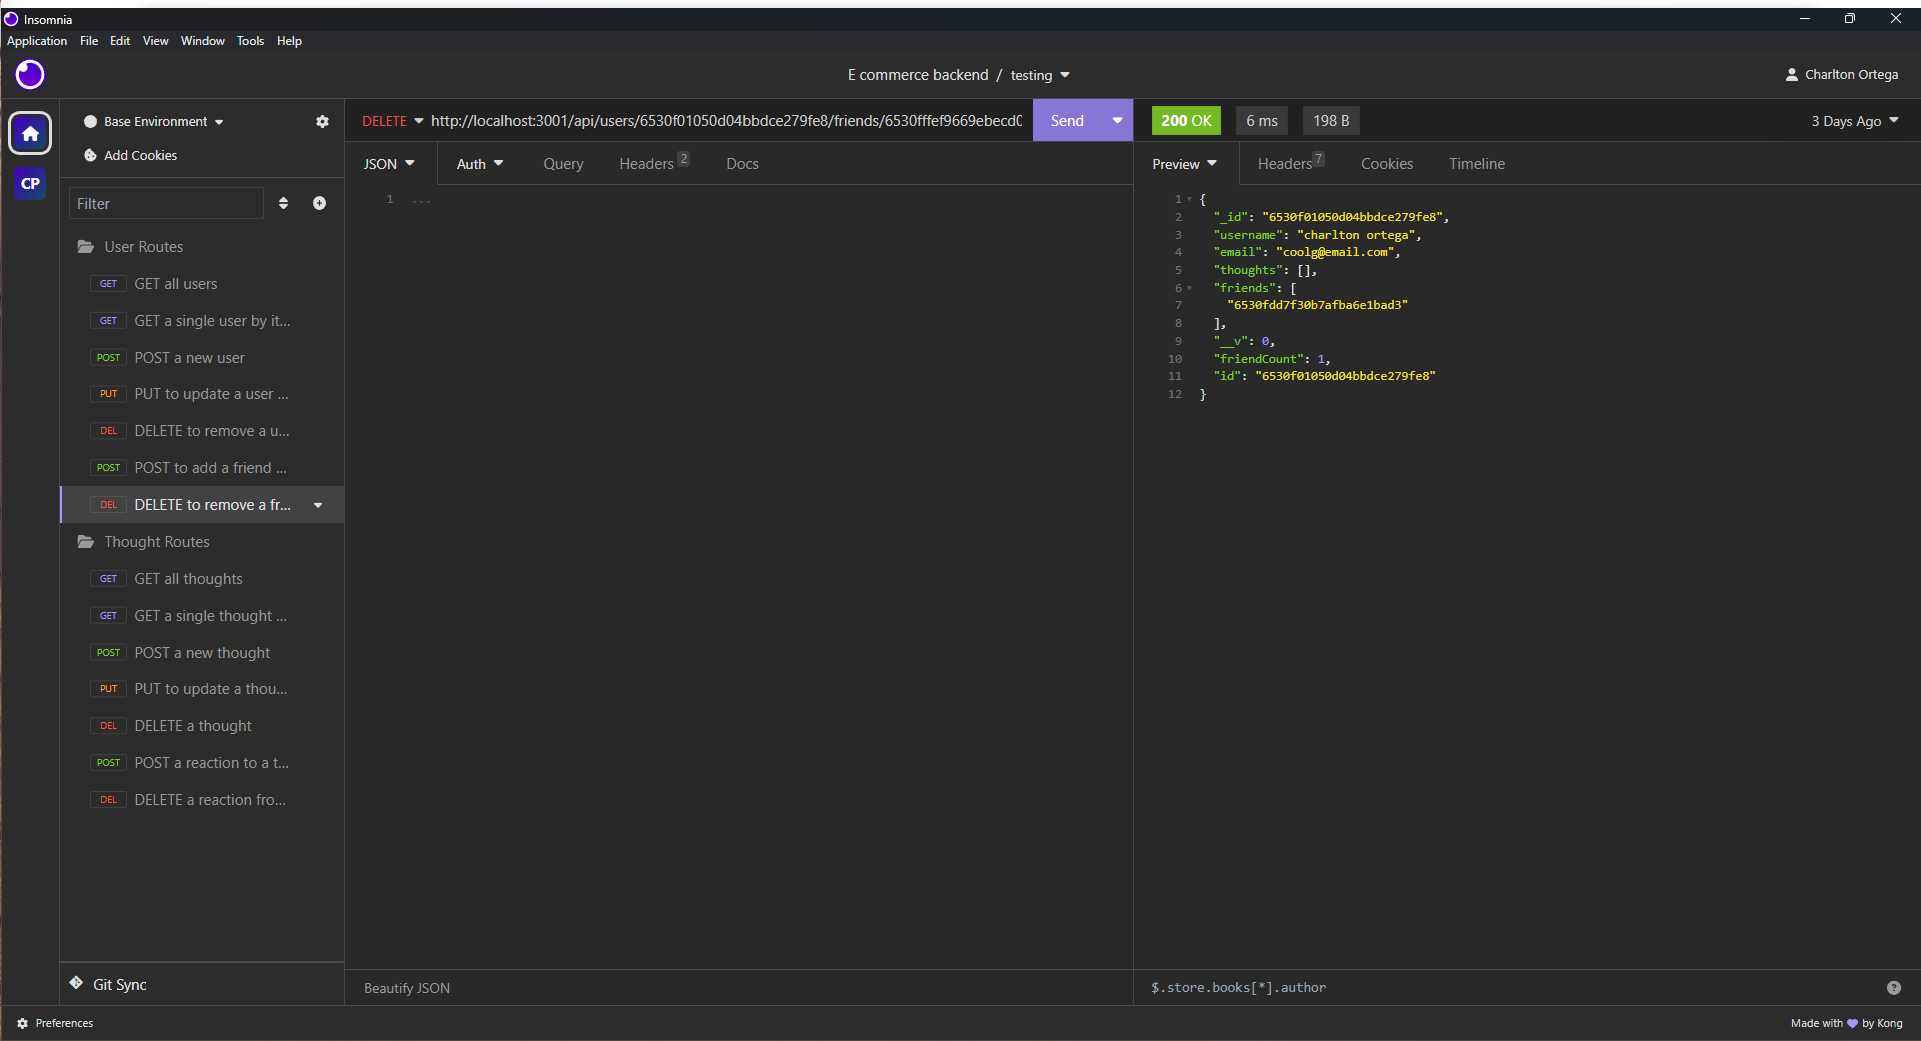 Insomnia
Application File Edit View Window Tools Help
E commerce backend / testing
Charlton Ortega
Base Environment
Add Cookies
CP
Filter
User Routes
GET GET all users
GET GET a single user by it...
POST POST a new user
PUT PUT to update a user ...
DEL DELETE to remove a u...
POST POST to add a friend ...
DEL DELETE to remove a fr...
Thought Routes
GET GET all thoughts
GET GET a single thought ...
POST POST a new thought
PUT PUT to update a thou...
DEL DELETE a thought
POST POST a reaction to a t...
DEL DELETE a reaction fro...
Git Sync
Preferences
DELETE http://localhost:3001/api/users/6530f01050d04bbdce279fe8/friends/6530fffef9669ebecd0 Send
JSON Auth Query Headers 2 Docs
1 ...
Beautify JSON
200 OK 6 ms 198 B 3 Days Ago
Preview Headers 7 Cookies Timeline
1 {
2 "_id": "6530f01050d04bbdce279fe8",
3 "username": "charlton ortega",
4 "email": "coolg@email.com",
5 "thoughts": [],
6 "friends": [
7 "6530fdd7f30b7afba6e1bad3"
8 ],
9 "__v": 0,
10 "friendCount": 1,
11 "id": "6530f01050d04bbdce279fe8"
12 }
$.store.books[*].author
Made with 💜 by Kong